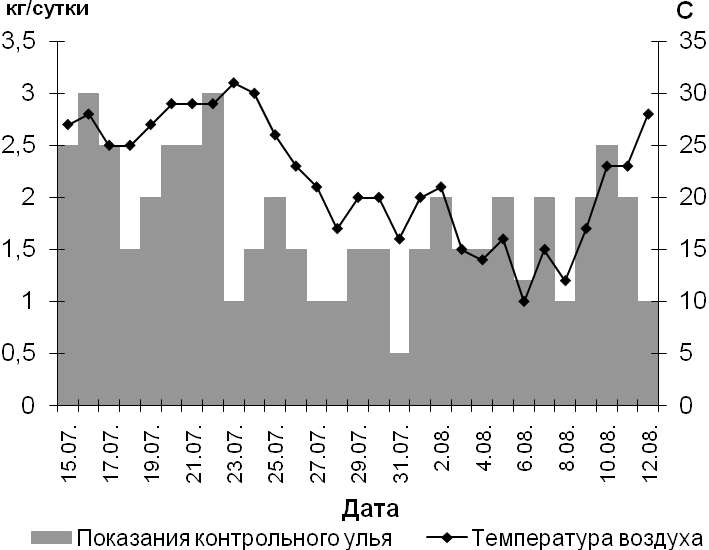 кг/сутки С
3,5 35
3 30
2,5 25
2 20
1,5 15
1 10
0,5 5
0 0
15.07. 17.07. 19.07. 21.07. 23.07. 25.07. 27.07. 29.07. 31.07. 2.08. 4.08. 6.08. 8.08. 10.08. 12.08.
Дата
Показания контрольного улья Температура воздуха